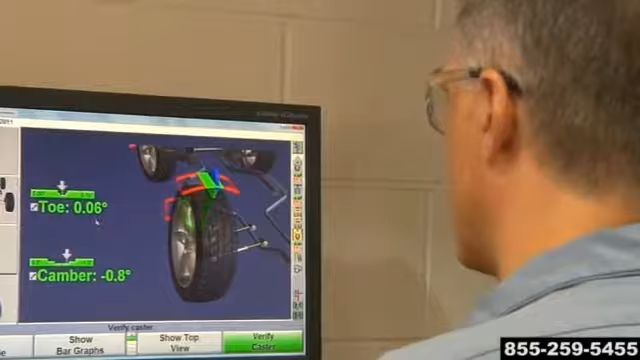 2011
Toe: 0.06°
Camber: -0.8°
Verify caster
Show
Bar Graphs
Show Top
View
Verify
Caster
855-259-5455